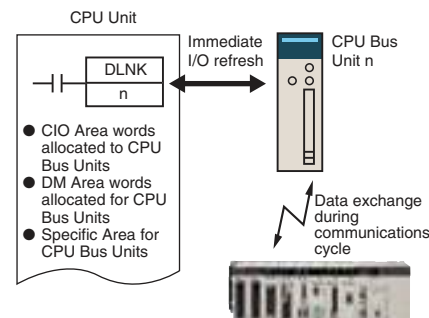 CPU Unit
DLNK
n
● CIO Area words
allocated to CPU
Bus Units
● DM Area words
allocated for CPU
Bus Units
● Specific Area for
CPU Bus Units
Immediate
I/O refresh
CPU Bus
Unit n
Data exchange
during
communications
cycle